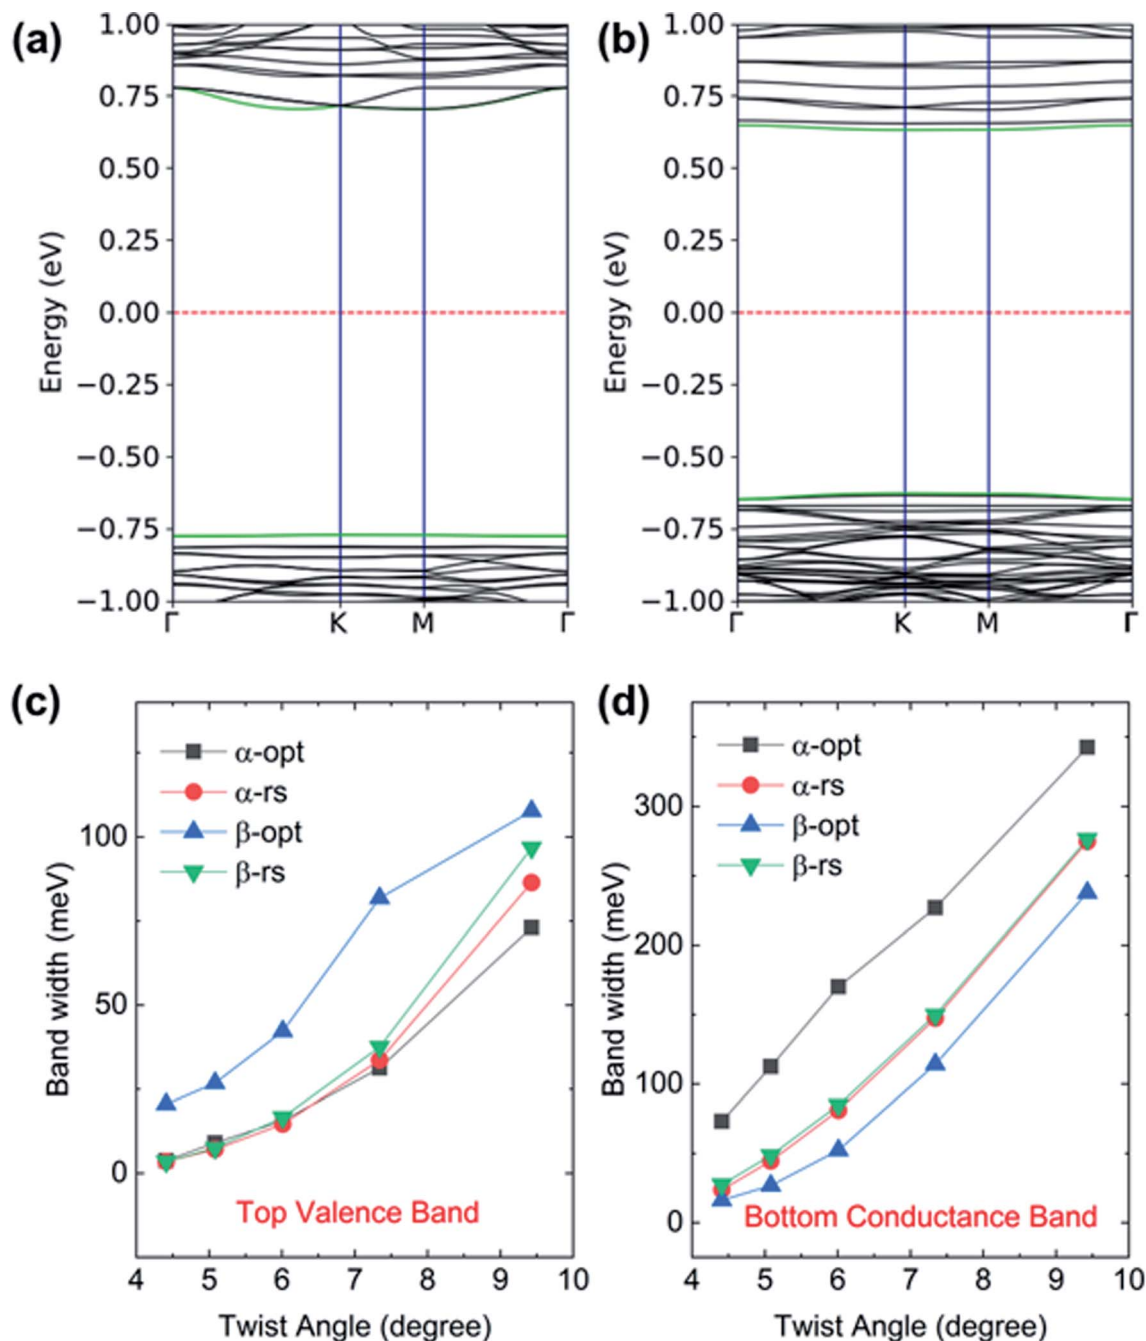 (a)
1.00
0.75
0.50
0.25
0.00
−0.25
−0.50
−0.75
−1.00
Energy (eV)
Γ K M Γ
(b)
1.00
0.75
0.50
0.25
0.00
−0.25
−0.50
−0.75
−1.00
Energy (eV)
Γ K M Γ
(c)
α-opt
α-rs
β-opt
β-rs
100
50
0
Band width (meV)
Top Valence Band
4 5 6 7 8 9 10
Twist Angle (degree)
(d)
α-opt
α-rs
β-opt
β-rs
300
200
100
0
Band width (meV)
Bottom Conductance Band
4 5 6 7 8 9 10
Twist Angle (degree)